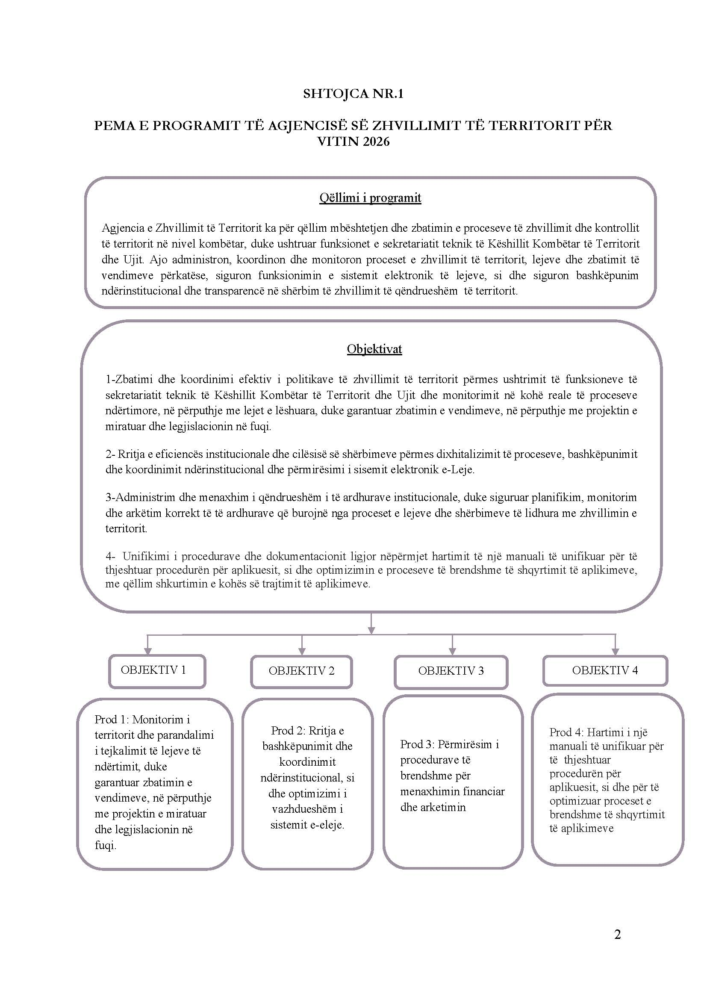 SHTOJCA NR.1
PEMA E PROGRAMIT TË AGJENCISË SË ZHVILLIMIT TË TERRITORIT PËR
VITIN 2026
Qëllimi i programit
Agjencia e Zhvillimit të Territorit ka për qëllim mbështetjen dhe zbatimin e proceseve të zhvillimit dhe kontrollit
të territorit në nivel kombëtar, duke ushtruar funksionet e sekretariatit teknik të Këshillit Kombëtar të Territorit
dhe Ujit. Ajo administron, koordinon dhe monitoron proceset e zhvillimit të territorit, lejeve dhe zbatimit të
vendimeve përkatëse, siguron funksionimin e sistemit elektronik të lejeve, si dhe siguron bashkëpunim
ndërinstitucional dhe transparencë në shërbim të zhvillimit të qëndrueshëm  të territorit.
Objektivat
1-Zbatimi dhe koordinimi efektiv i politikave të zhvillimit të territorit përmes ushtrimit të funksioneve të
sekretariatit teknik të Këshillit Kombëtar të Territorit dhe Ujit dhe monitorimit në kohë reale të proceseve
ndërtimore, në përputhje me lejet e lëshuara, duke garantuar zbatimin e vendimeve, në përputhje me projektin e
miratuar dhe legjislacionin në fuqi.
2- Rritja e eficiencës institucionale dhe cilësisë së shërbimeve përmes dixhitalizimit të proceseve, bashkëpunimit
dhe koordinimit ndërinstitucional dhe përmirësimi i sisemit elektronik e-Leje.
3-Administrim dhe menaxhim i qëndrueshëm i të ardhurave institucionale, duke siguruar planifikim, monitorim
dhe arkëtim korrekt të të ardhurave që burojnë nga proceset e lejeve dhe shërbimeve të lidhura me zhvillimin e
territorit.
4-  Unifikimi i procedurave dhe dokumentacionit ligjor nëpërmjet hartimit të një manuali të unifikuar për të
thjeshtuar procedurën për aplikuesit, si dhe optimizimin e proceseve të brendshme të shqyrtimit të aplikimeve,
me qëllim shkurtimin e kohës së trajtimit të aplikimeve.
OBJEKTIV 1
OBJEKTIV 2
OBJEKTIV 3
OBJEKTIV 4
Prod 1: Monitorim i
territorit dhe parandalimi
i tejkalimit të lejeve të
ndërtimit, duke
garantuar zbatimin e
vendimeve, në përputhje
me projektin e miratuar
dhe legjislacionin në
fuqi.
Prod 2: Rritja e
bashkëpunimit dhe
koordinimit
ndërinstitucional, si
dhe optimizimi i
vazhdueshëm i
sistemit e-eleje.
Prod 3: Përmirësim i
procedurave të
brendshme për
menaxhimin financiar
dhe arketimin
Prod 4: Hartimi i një
manuali të unifikuar për
të  thjeshtuar
procedurën për
aplikuesit, si dhe për të
optimizuar proceset e
brendshme të shqyrtimit
të aplikimeve
2